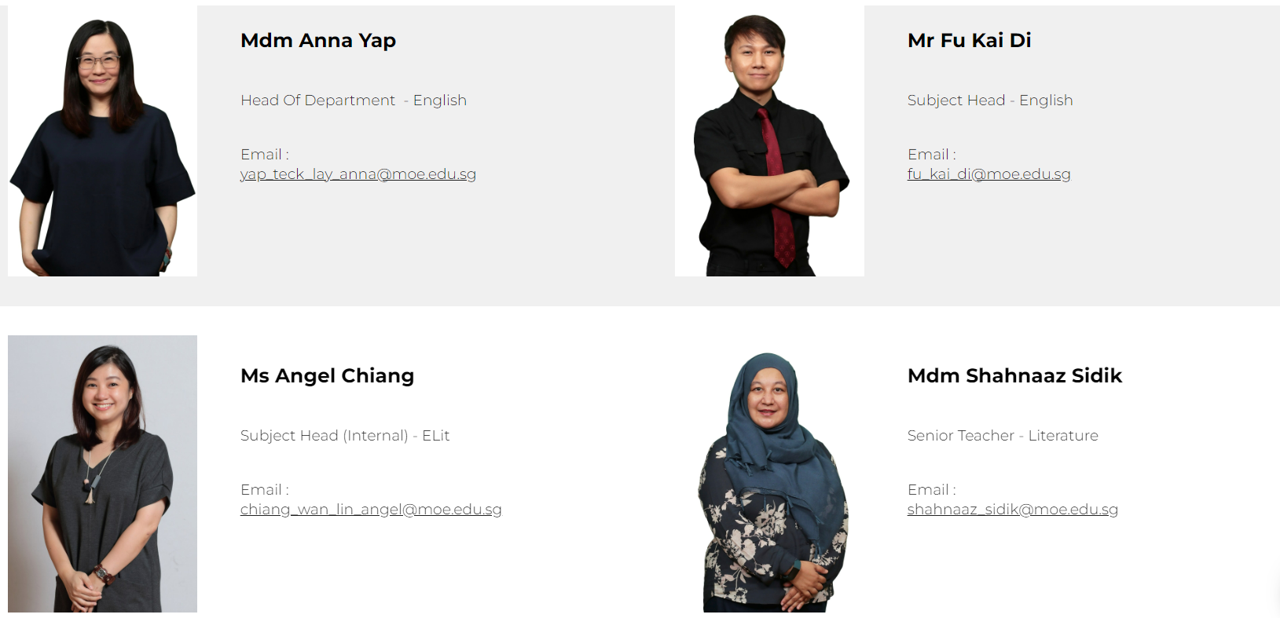 Mdm Anna Yap
Head Of Department - English
Email :
yap_teck_lay_anna@moe.edu.sg
Mr Fu Kai Di
Subject Head - English
Email :
fu_kai_di@moe.edu.sg
Ms Angel Chiang
Subject Head (Internal) - ELit
Email :
chiang_wan_lin_angel@moe.edu.sg
Mdm Shahnaaz Sidik
Senior Teacher - Literature
Email :
shahnaaz_sidik@moe.edu.sg